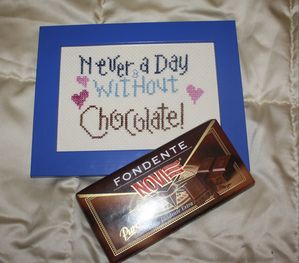 Never a Day
Without
Chocolate!
FONDENTE
NOVI